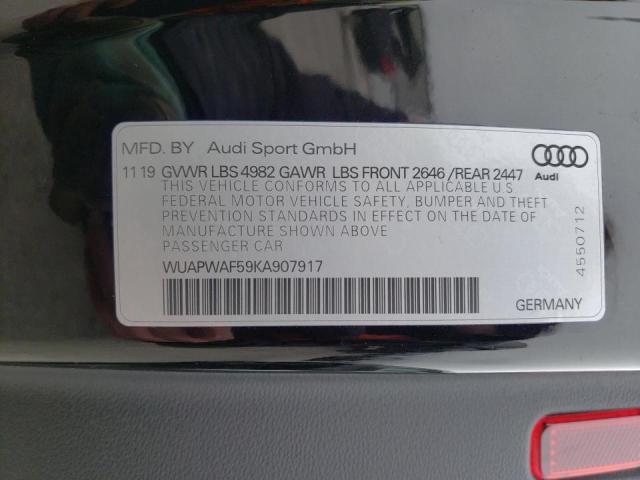 MFD. BY Audi Sport GmbH
11 19 GVWR LBS 4982 GAWR LBS FRONT 2646 /REAR 2447
THIS VEHICLE CONFORMS TO ALL APPLICABLE U.S
FEDERAL MOTOR VEHICLE SAFETY, BUMPER AND THEFT
PREVENTION STANDARDS IN EFFECT ON THE DATE OF
MANUFACTURE SHOWN ABOVE
PASSENGER CAR
WUAPWAF59KA907917
Audi
4550712
GERMANY